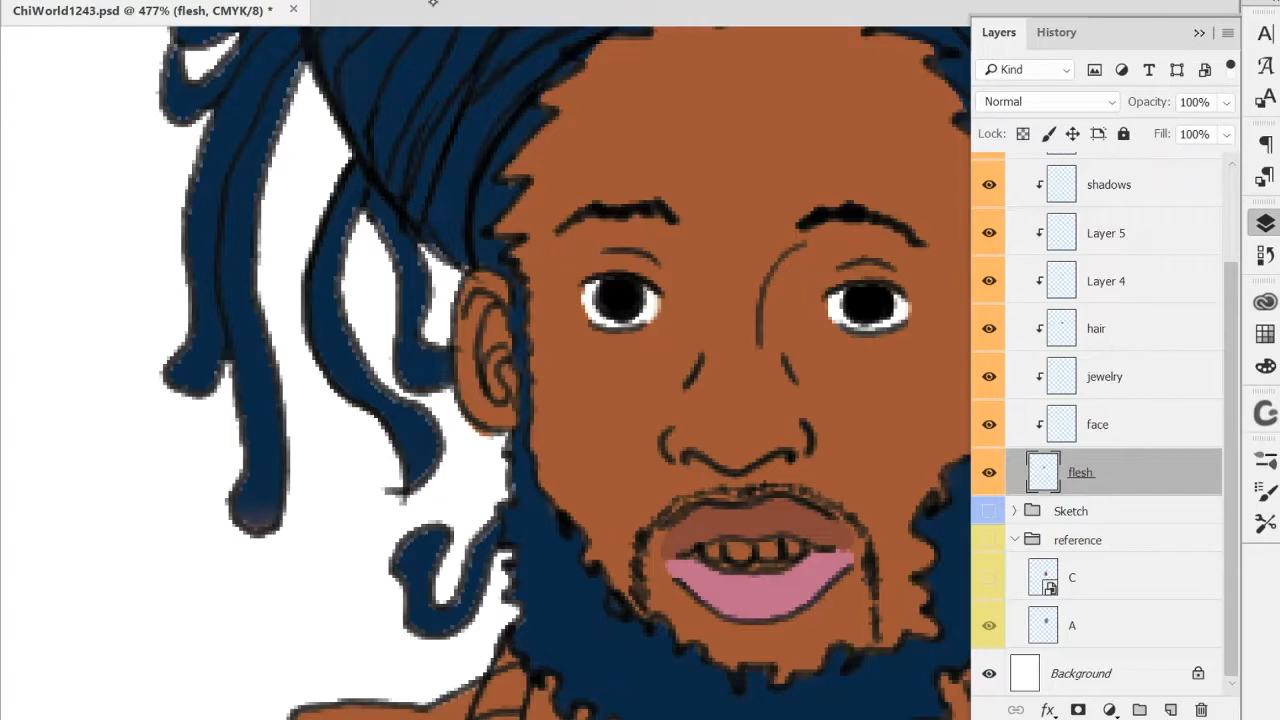 ChiWorld1243.psd @ 477% (flesh, CMYK/8) *
Layers
History
Kind
Normal
Opacity: 100%
Lock:
Fill: 100%
shadows
Layer 5
Layer 4
hair
jewelry
face
flesh
Sketch
reference
C
A
Background
fx